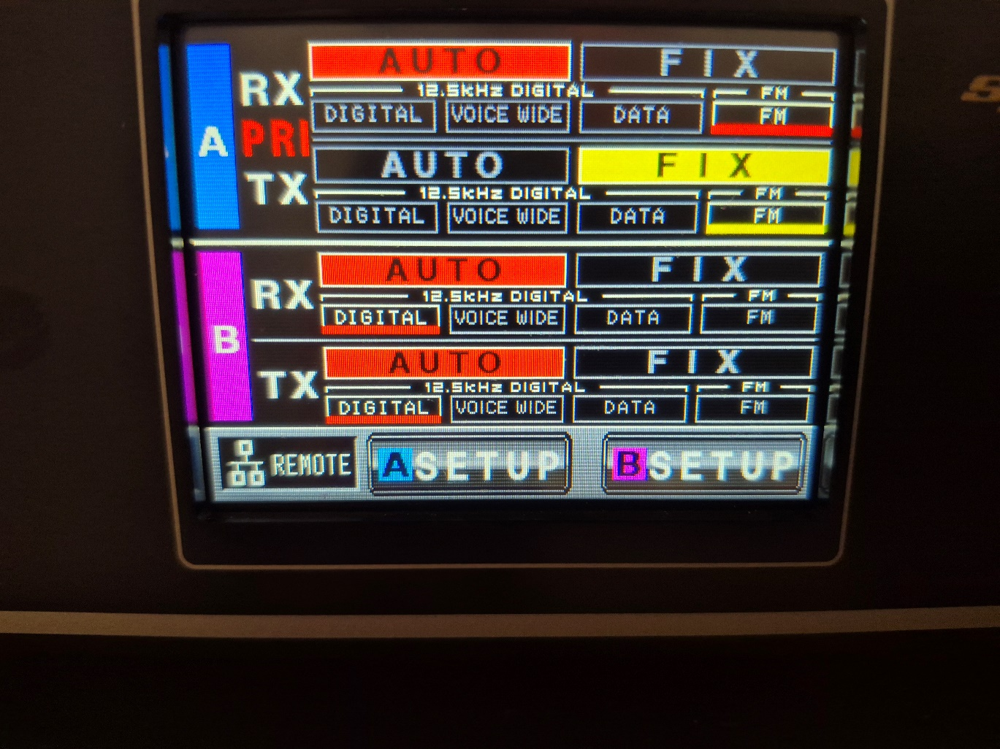 AUTO FIX
RX
12.5kHz DIGITAL FM
DIGITAL VOICE WIDE DATA FM
A PRI
AUTO FIX
TX
12.5kHz DIGITAL FM
DIGITAL VOICE WIDE DATA FM
AUTO FIX
RX
12.5kHz DIGITAL FM
DIGITAL VOICE WIDE DATA FM
B
AUTO FIX
TX
12.5kHz DIGITAL FM
DIGITAL VOICE WIDE DATA FM
REMOTE A SETUP B SETUP